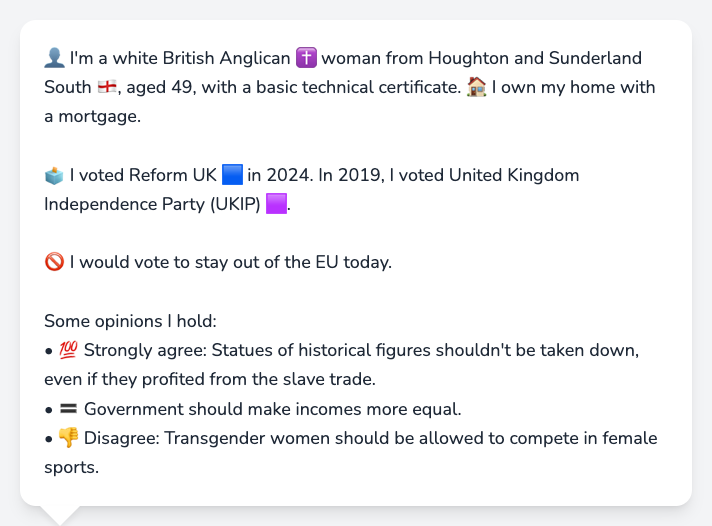 👤 I'm a white British Anglican ✝️ woman from Houghton and Sunderland
South 🏴󠁧󠁢󠁥󠁮󠁧󠁿, aged 49, with a basic technical certificate. 🏠 I own my home with
a mortgage.
🗳️ I voted Reform UK 🟦 in 2024. In 2019, I voted United Kingdom
Independence Party (UKIP) 🟪.
🚫 I would vote to stay out of the EU today.
Some opinions I hold:
• 💯 Strongly agree: Statues of historical figures shouldn't be taken down,
even if they profited from the slave trade.
• 🟰 Government should make incomes more equal.
• 👎 Disagree: Transgender women should be allowed to compete in female
sports.